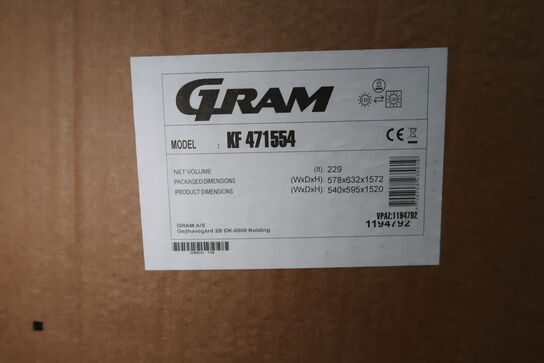 GRAM
MODEL : KF 471554
NET VOLUME (lt): 229
PACKAGED DIMENSIONS (WxDxH): 578x632x1572
PRODUCT DIMENSIONS (WxDxH): 540x595x1520
VPAZ:1194792
1194792
GRAM A/S
Gejlhavegård 2B DK-6000 Kolding